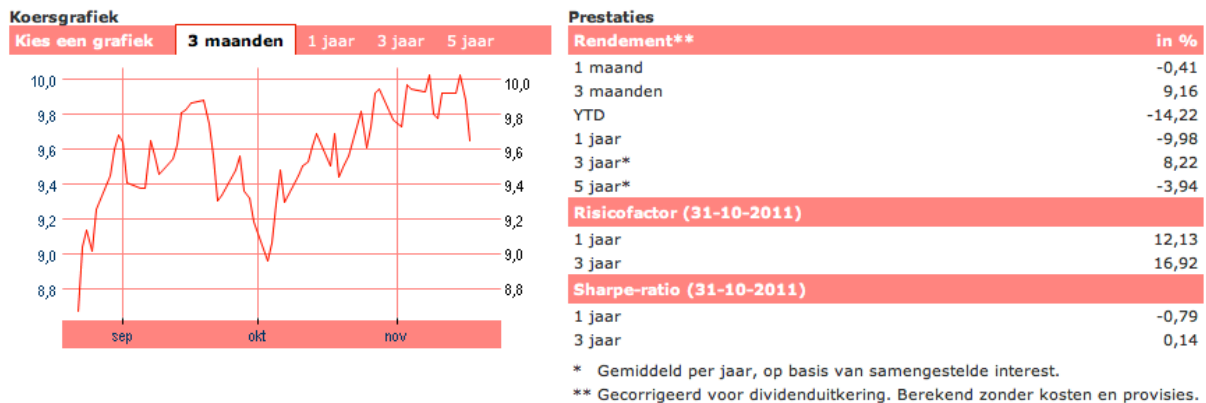 Koersgrafiek
Kies een grafiek 3 maanden 1 jaar 3 jaar 5 jaar
10,0 10,0
9,8 9,8
9,6 9,6
9,4 9,4
9,2 9,2
9,0 9,0
8,8 8,8
sep okt nov
Prestaties
Rendement** in %
1 maand -0,41
3 maanden 9,16
YTD -14,22
1 jaar -9,98
3 jaar* 8,22
5 jaar* -3,94
Risicofactor (31-10-2011)
1 jaar 12,13
3 jaar 16,92
Sharpe-ratio (31-10-2011)
1 jaar -0,79
3 jaar 0,14
* Gemiddeld per jaar, op basis van samengestelde interest.
** Gecorrigeerd voor dividenduitkering. Berekend zonder kosten en provisies.